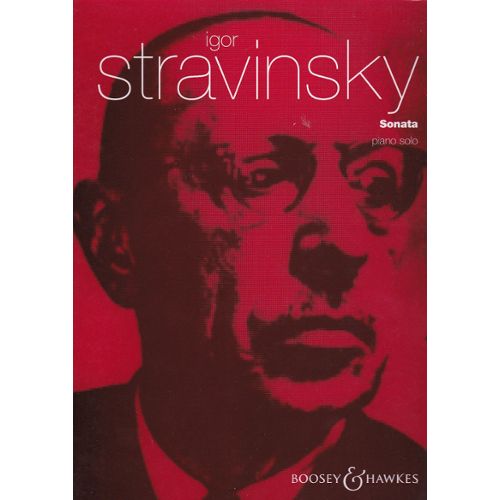 igor
stravinsky
Sonata
piano solo
BOOSEY & HAWKES